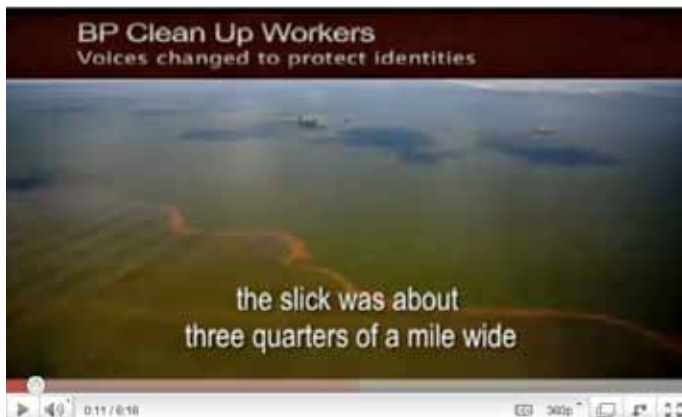 BP Clean Up Workers
Voices changed to protect identities
the slick was about
three quarters of a mile wide
0:11 / 6:16
CC 360p